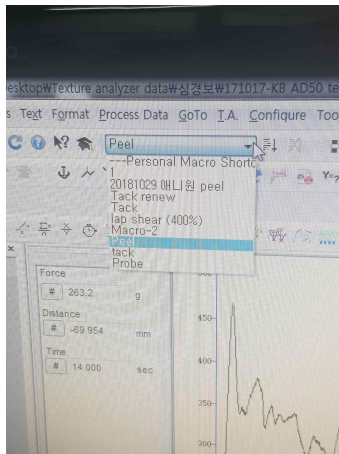 esktop₩Texture analyzer data₩심경보₩171017-KB AD50 te
s Text Format Process Data GoTo T.A. Configure Too
Peel
---Personal Macro Shortc
1
20181029 애니원 peel
Tack renew
Tack
lap shear (400%)
Macro-2
Peel
tack
Probe
Y=?
Force
# 263.2 g
Distance
# -69.954 mm
Time
# 14.000 sec
500-
450-
400-
350-
300-